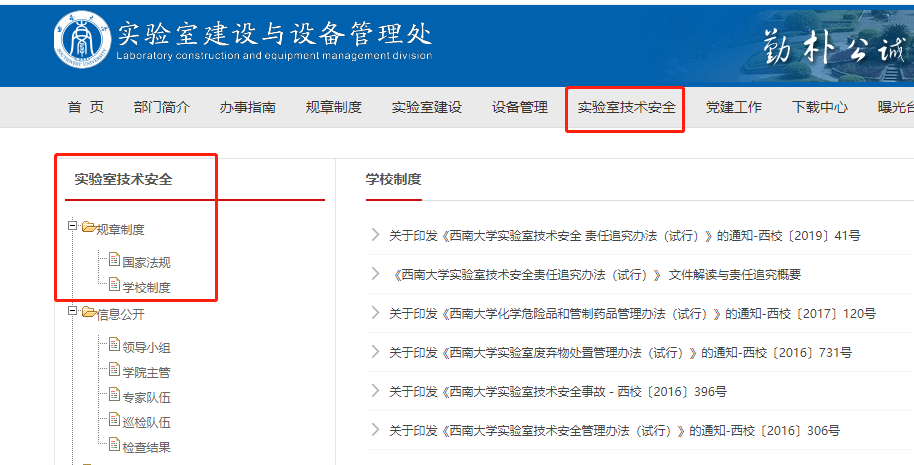 实验室建设与设备管理处
Laboratory construction and equipment management division
勤朴公诚
首 页 部门简介 办事指南 规章制度 实验室建设 设备管理 实验室技术安全 党建工作 下载中心 曝光台
实验室技术安全
规章制度
国家法规
学校制度
信息公开
领导小组
学院主管
专家队伍
巡检队伍
检查结果
学校制度
关于印发《西南大学实验室技术安全 责任追究办法（试行）》的通知-西校〔2019〕41号
《西南大学实验室技术安全责任追究办法（试行）》 文件解读与责任追究概要
关于印发《西南大学化学危险品和管制药品管理办法（试行）》的通知-西校〔2017〕120号
关于印发《西南大学实验室废弃物处置管理办法（试行）》的通知-西校〔2016〕731号
关于印发《西南大学实验室技术安全事故 - 西校〔2016〕396号
关于印发《西南大学实验室技术安全管理办法（试行）》的通知-西校〔2016〕306号